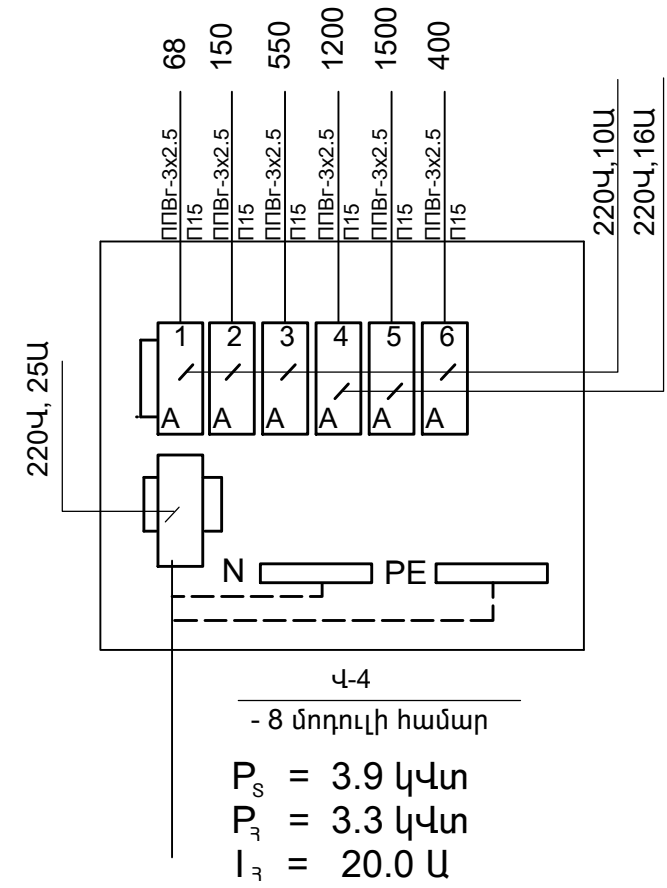 68
150
550
1200
1500
400
ППВг-3x2.5
П15
ППВг-3x2.5
П15
ППВг-3x2.5
П15
ППВг-3x2.5
П15
ППВг-3x2.5
П15
ППВг-3x2.5
П15
220Վ,10Ա
220Վ,16Ա
1 2 3 4 5 6
A A A A A A
220Վ, 25Ա
N PE
Վ-4
- 8 մոդուլի համար
Pտ = 3.9 կՎտ
Pհ = 3.3 կՎտ
Iհ = 20.0 Ա